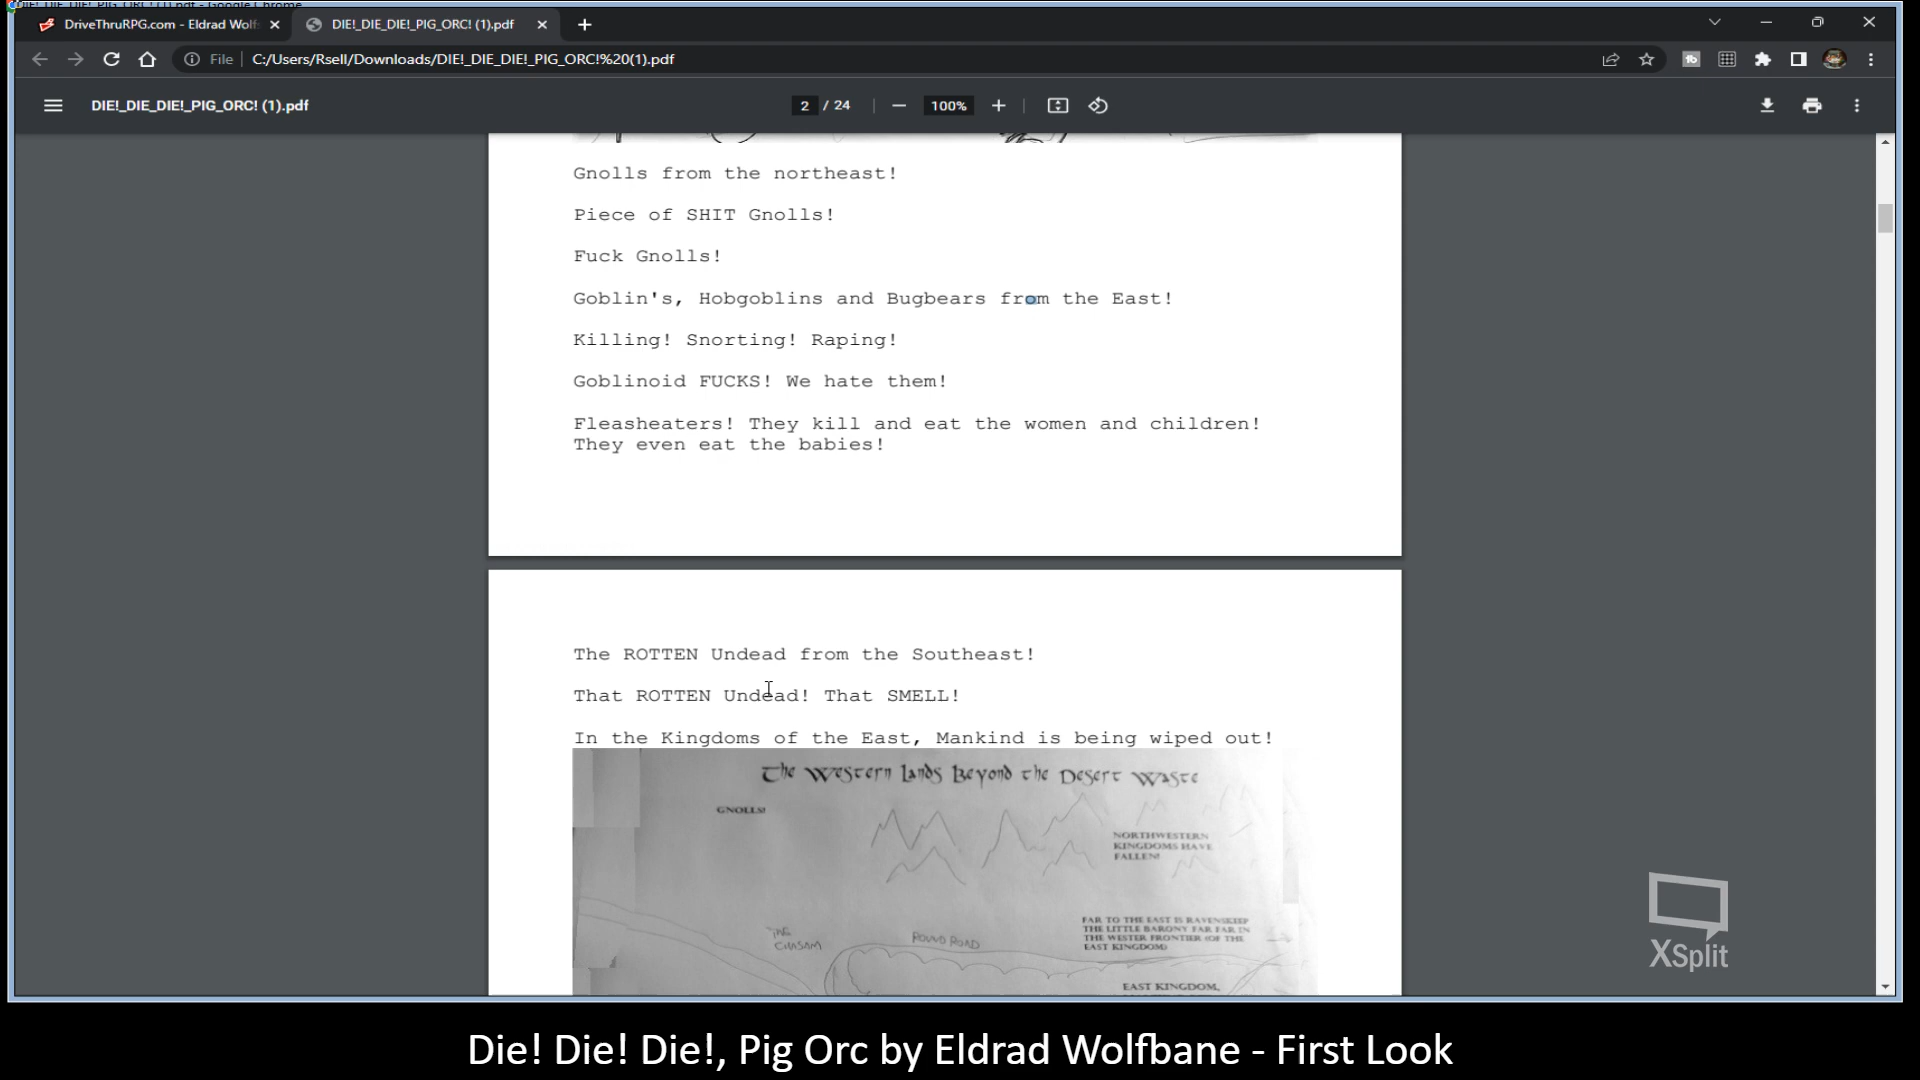 DriveThruRPG.com - Eldrad Wolf
DIE!_DIE_DIE!_PIG_ORC! (1).pdf
File
C:/Users/Rsell/Downloads/DIE!_DIE_DIE!_PIG_ORC!%20(1).pdf
DIE!_DIE_DIE!_PIG_ORC! (1).pdf
2 / 24
100%
Gnolls from the northeast!
Piece of SHIT Gnolls!
Fuck Gnolls!
Goblin's, Hobgoblins and Bugbears from the East!
Killing! Snorting! Raping!
Goblinoid FUCKS! We hate them!
Fleasheaters! They kill and eat the women and children!
They even eat the babies!
The ROTTEN Undead from the Southeast!
That ROTTEN Undead! That SMELL!
In the Kingdoms of the East, Mankind is being wiped out!
The Western Lands Beyond the Desert Waste
GNOLLS!
NORTHWESTERN
KINGDOMS HAVE
FALLEN!
FAR TO THE EAST IS RAVENSKEEP
THE LITTLE BARONY FAR FAR IN
THE WESTER FRONTIER (OF THE
EAST KINGDOM)
THE
CHASAM
ROUND ROAD
EAST KINGDOM,
XSplit
Die! Die! Die!, Pig Orc by Eldrad Wolfbane - First Look